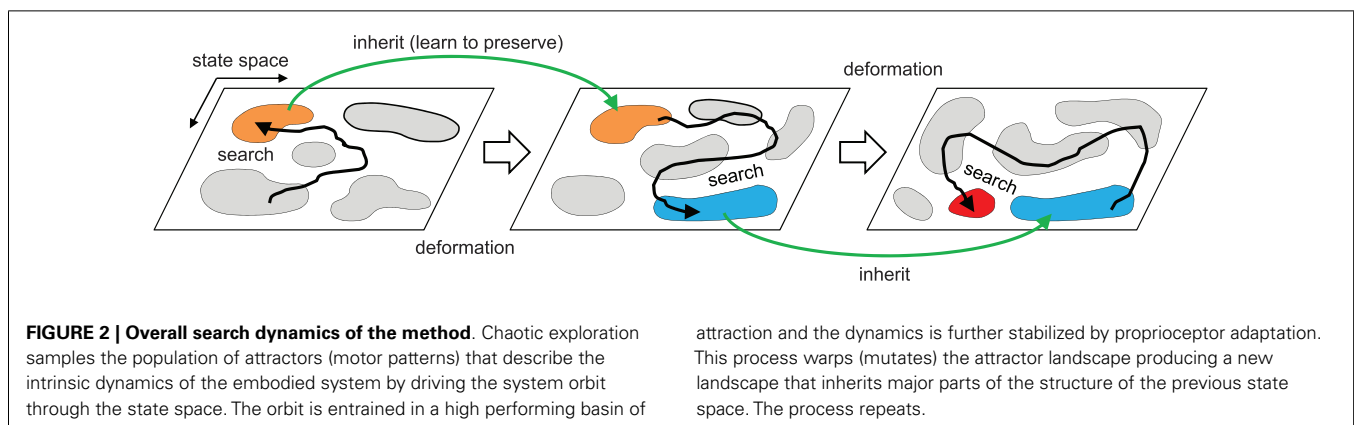 inherit (learn to preserve)
state space
deformation
search
search
search
deformation
inherit
FIGURE 2 | Overall search dynamics of the method. Chaotic exploration
samples the population of attractors (motor patterns) that describe the
intrinsic dynamics of the embodied system by driving the system orbit
through the state space. The orbit is entrained in a high performing basin of
attraction and the dynamics is further stabilized by proprioceptor adaptation.
This process warps (mutates) the attractor landscape producing a new
landscape that inherits major parts of the structure of the previous state
space. The process repeats.